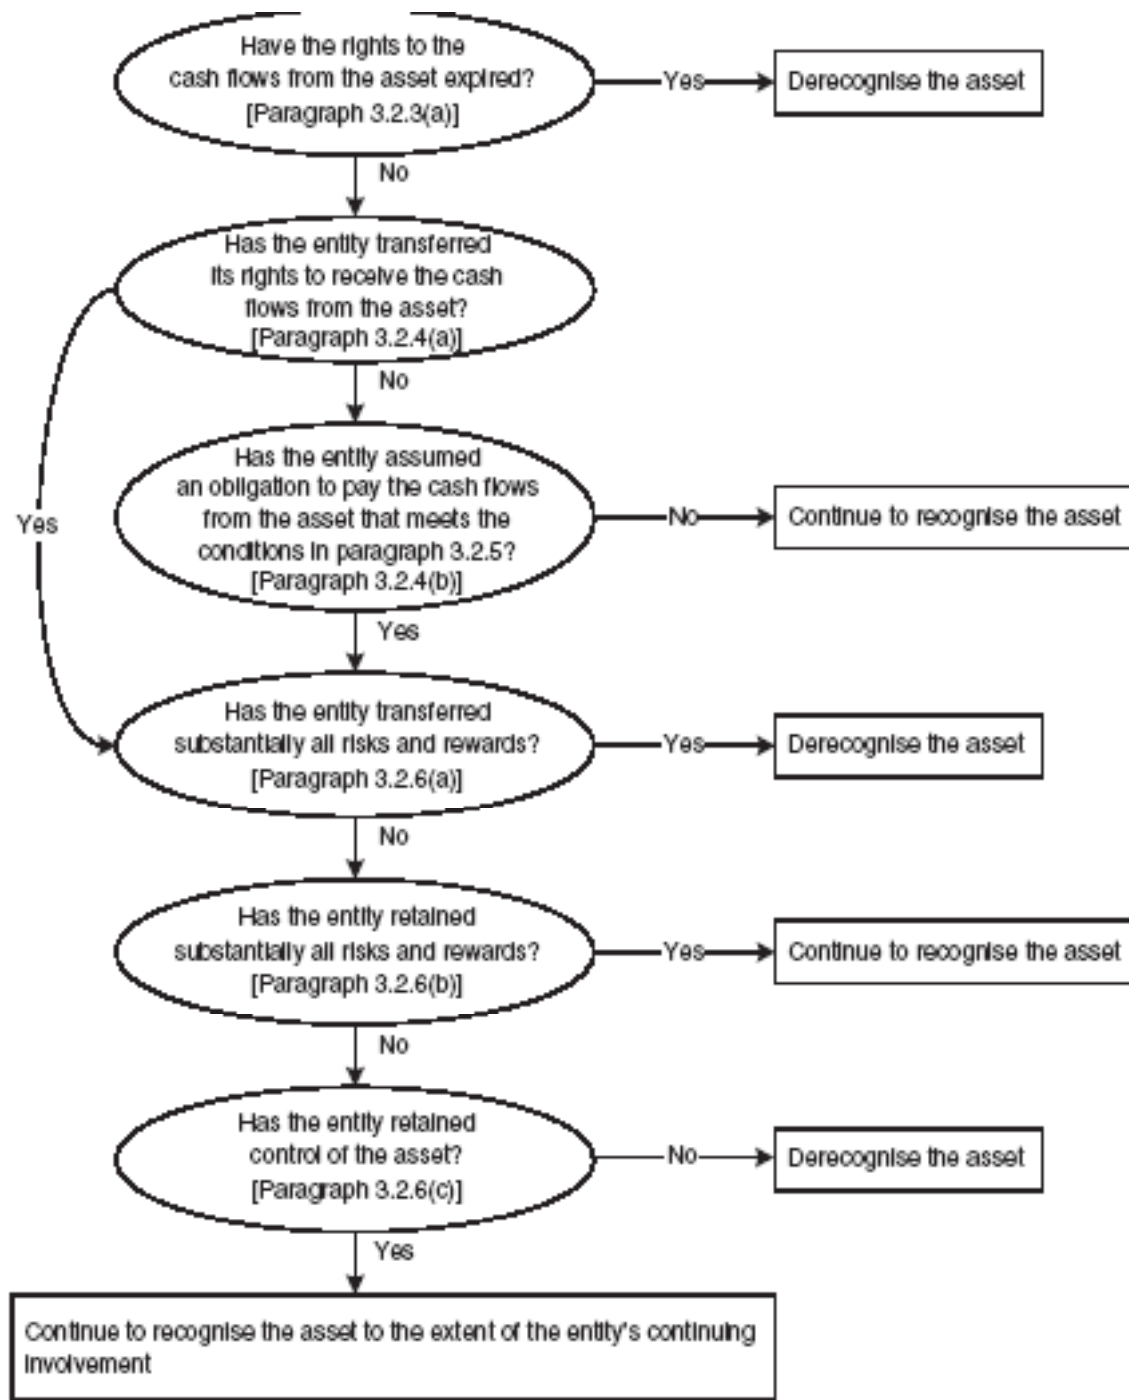 Have the rights to the
cash flows from the asset expired?
[Paragraph 3.2.3(a)]
Yes
Derecognise the asset
No
Has the entity transferred
its rights to receive the cash
flows from the asset?
[Paragraph 3.2.4(a)]
No
Has the entity assumed
an obligation to pay the cash flows
from the asset that meets the
conditions in paragraph 3.2.5?
[Paragraph 3.2.4(b)]
No
Continue to recognise the asset
Yes
Yes
Has the entity transferred
substantially all risks and rewards?
[Paragraph 3.2.6(a)]
Yes
Derecognise the asset
No
Has the entity retained
substantially all risks and rewards?
[Paragraph 3.2.6(b)]
Yes
Continue to recognise the asset
No
Has the entity retained
control of the asset?
[Paragraph 3.2.6(c)]
No
Derecognise the asset
Yes
Continue to recognise the asset to the extent of the entity's continuing
involvement